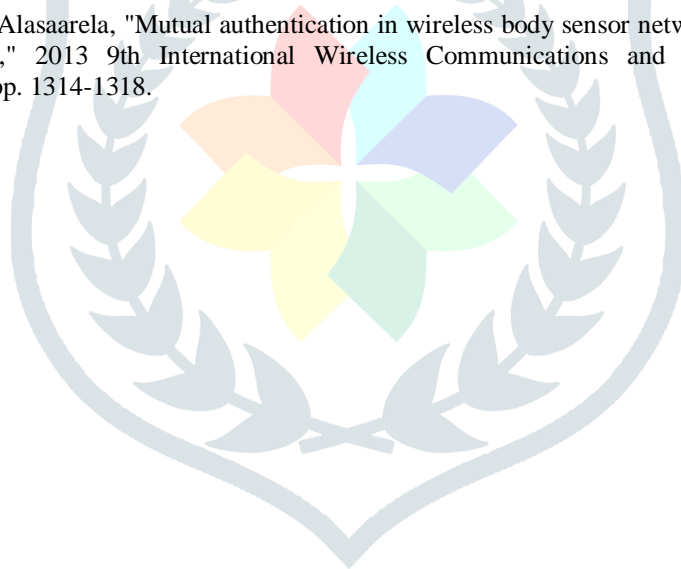 Alasaarela, "Mutual authentication in wireless body sensor netw
," 2013 9th International Wireless Communications and
pp. 1314-1318.